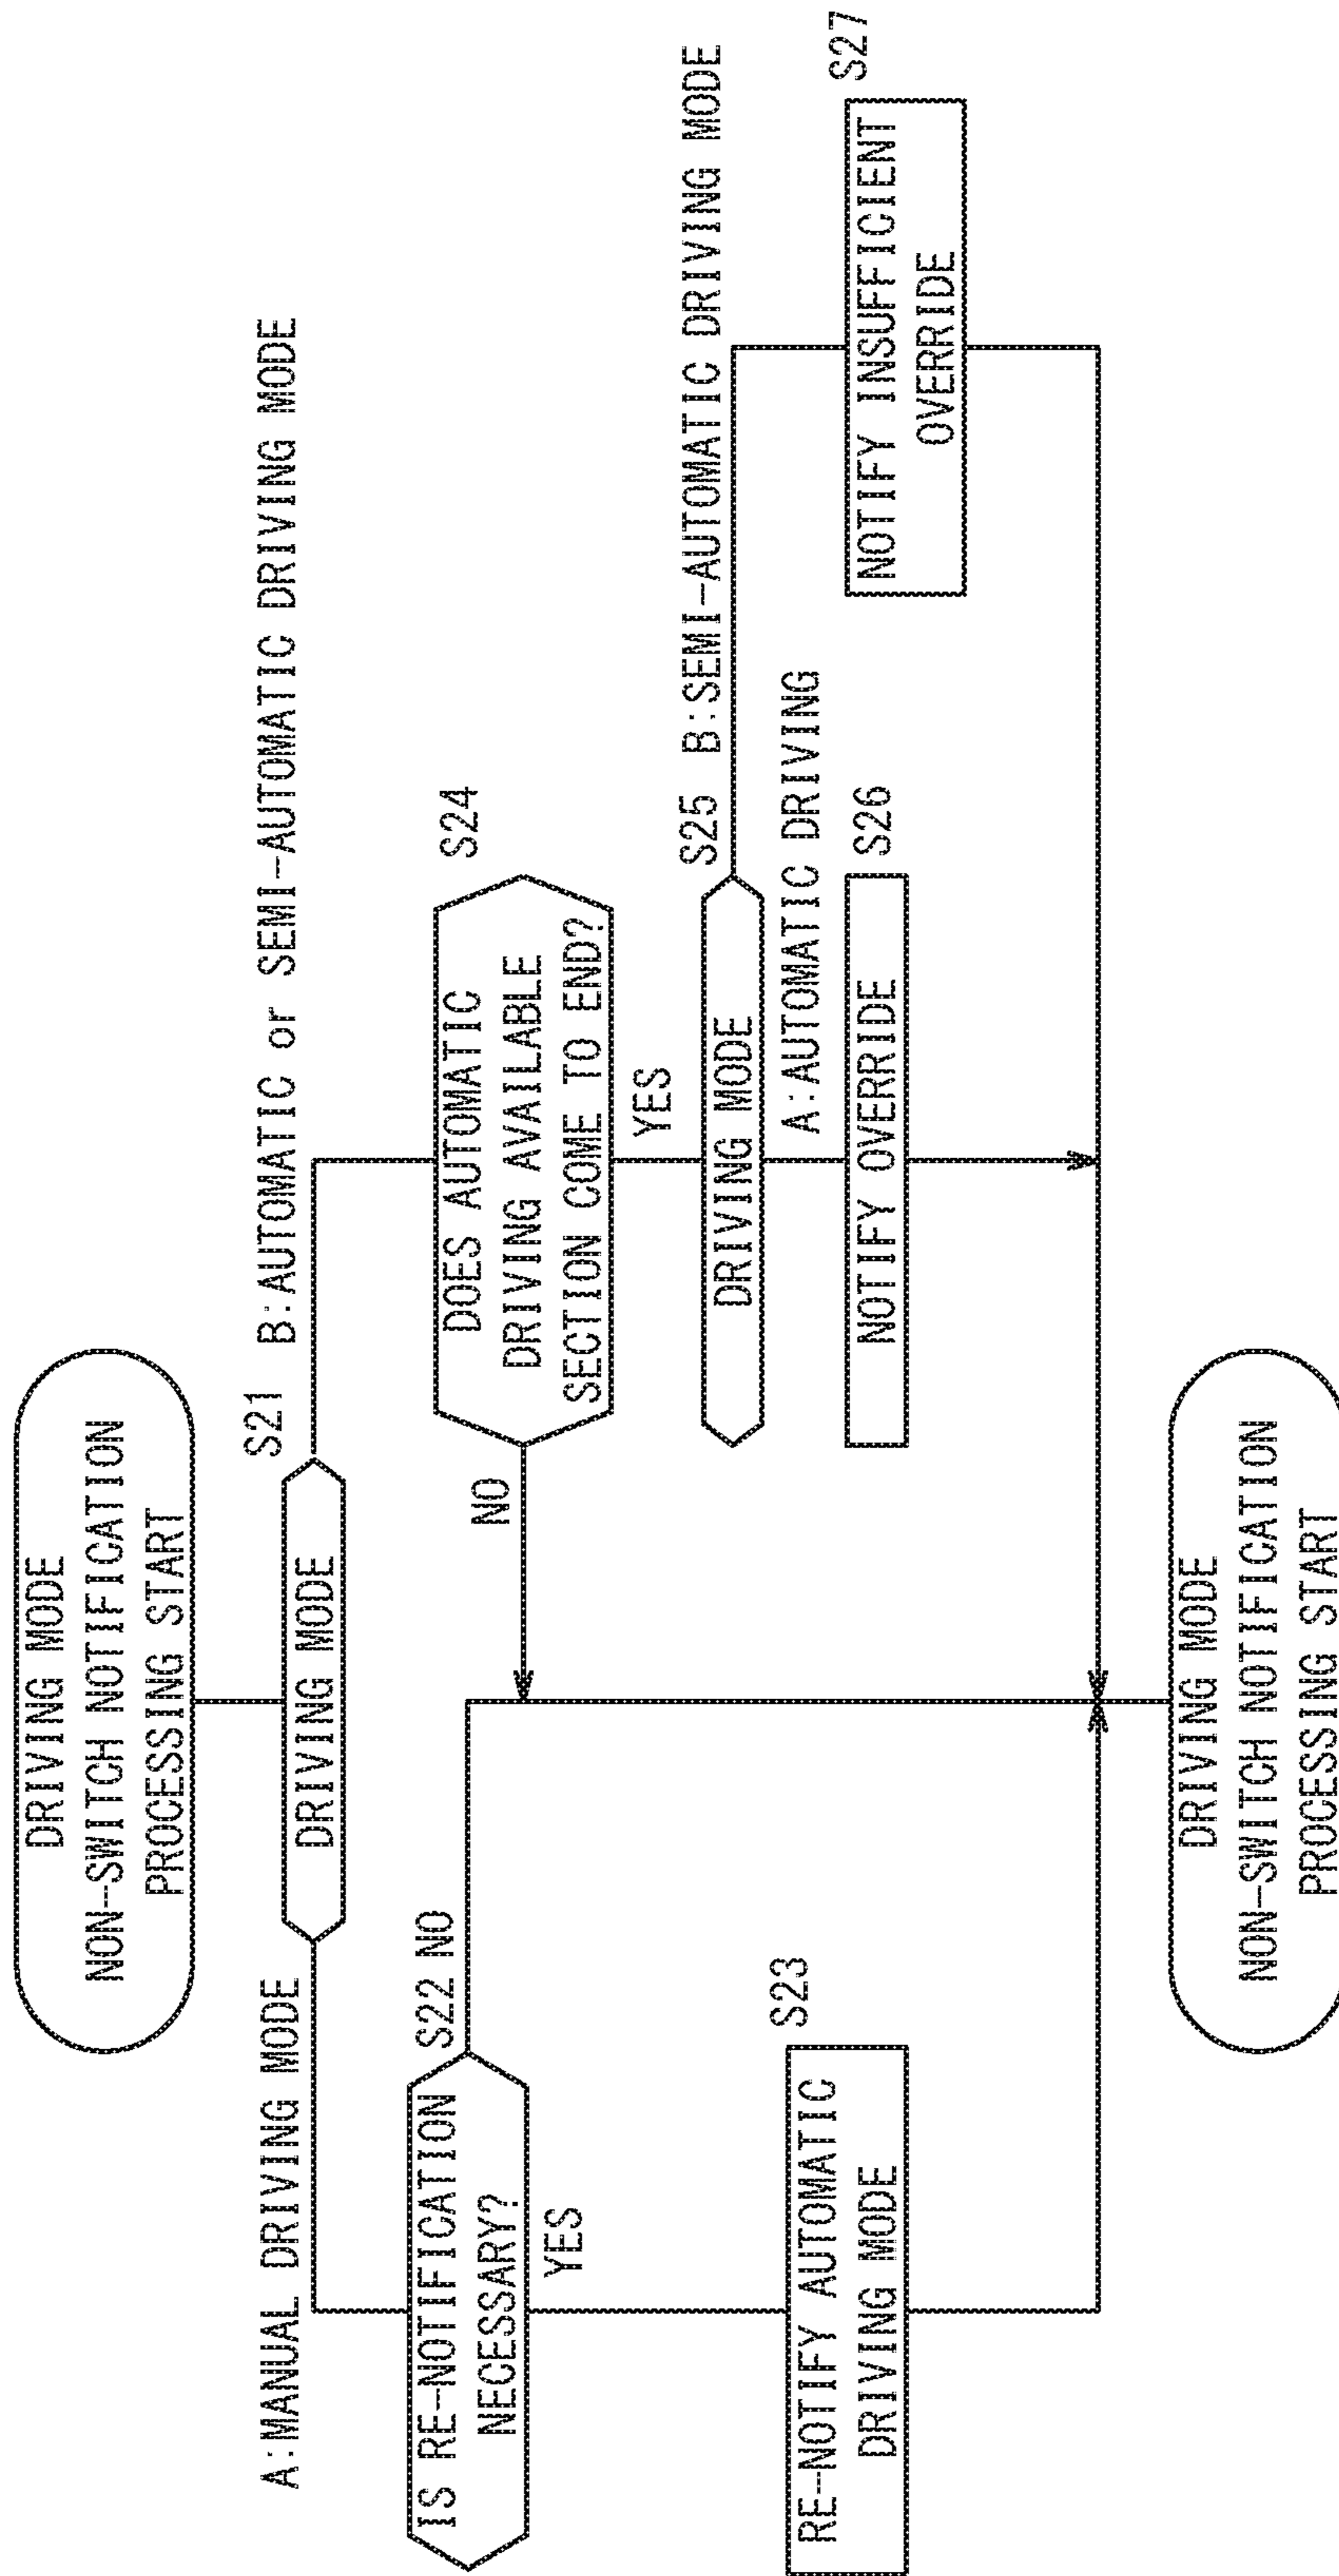 DRIVING MODE
NON-SWITCH NOTIFICATION
PROCESSING START
S21
DRIVING MODE
A:MANUAL DRIVING MODE
B:AUTOMATIC or SEMI-AUTOMATIC DRIVING MODE
S22 NO
IS RE-NOTIFICATION
NECESSARY?
YES
S23
RE-NOTIFY AUTOMATIC
DRIVING MODE
S24
DOES AUTOMATIC
DRIVING AVAILABLE
SECTION COME TO END?
NO
YES
S25
B:SEMI-AUTOMATIC DRIVING MODE
DRIVING MODE
A:AUTOMATIC DRIVING
S26
NOTIFY OVERRIDE
S27
NOTIFY INSUFFICIENT
OVERRIDE
DRIVING MODE
NON-SWITCH NOTIFICATION
PROCESSING START